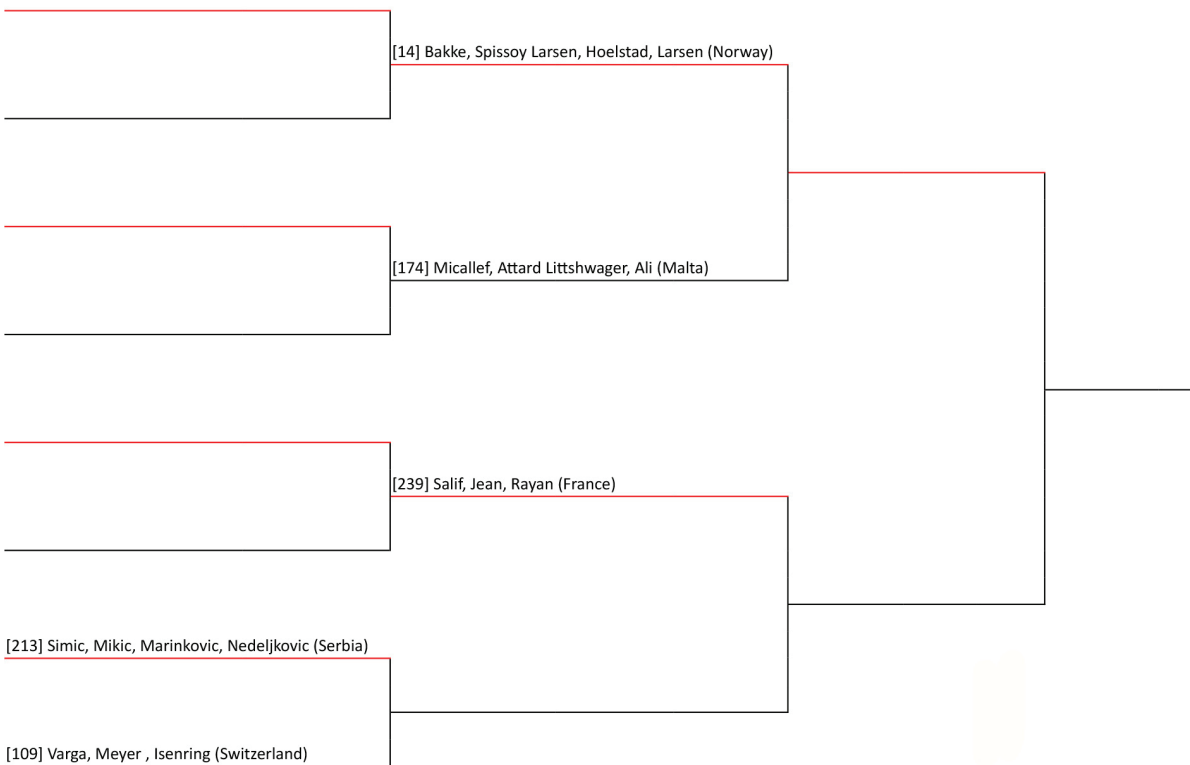 [14] Bakke, Spissoy Larsen, Hoelstad, Larsen (Norway)
[174] Micallef, Attard Littshwager, Ali (Malta)
[239] Salif, Jean, Rayan (France)
[213] Simic, Mikic, Marinkovic, Nedeljkovic (Serbia)
[109] Varga, Meyer , Isenring (Switzerland)